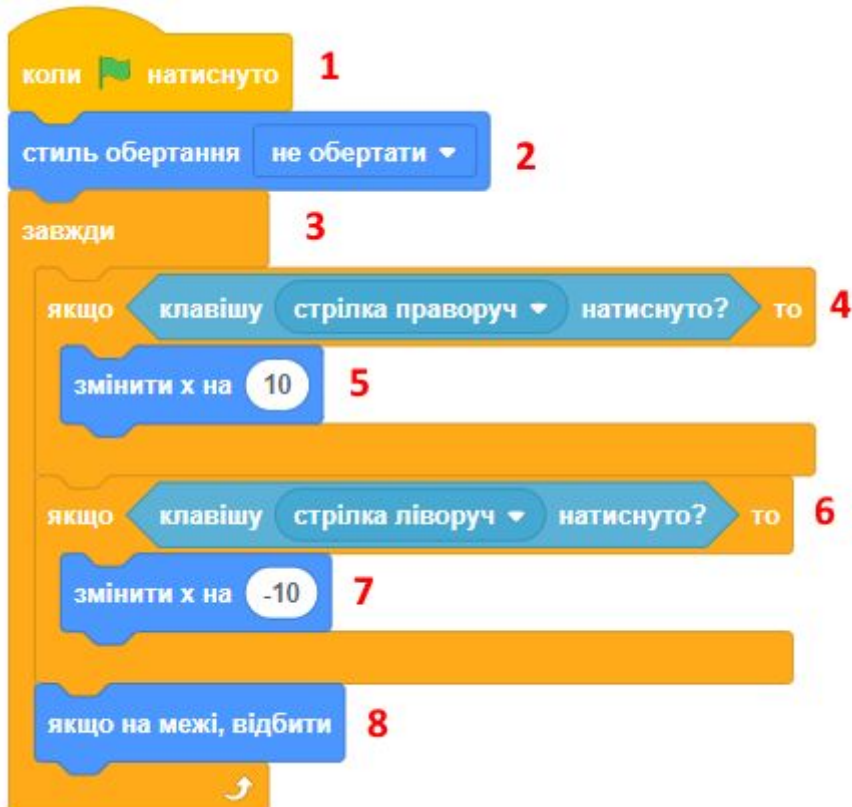 коли натиснуто 1
стиль обертання не обертати 2
завжди 3
якщо клавішу стрілка праворуч натиснуто? то 4
змінити x на 10 5
якщо клавішу стрілка ліворуч натиснуто? то 6
змінити x на -10 7
якщо на межі, відбити 8